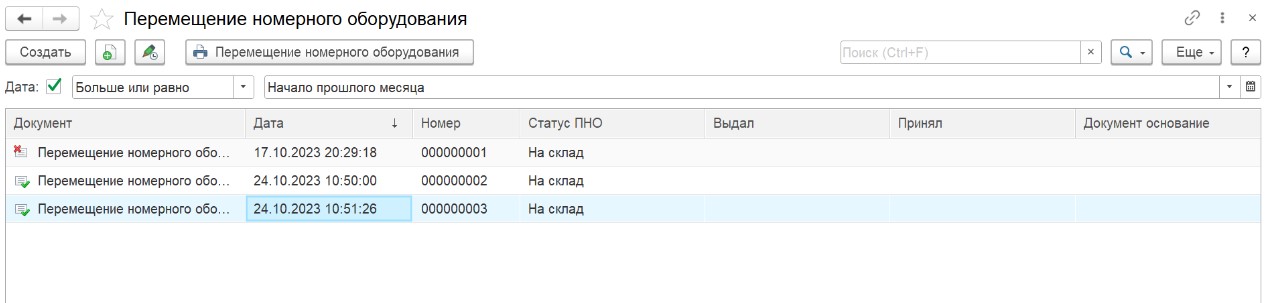 Перемещение номерного оборудования
Создать Перемещение номерного оборудования Поиск (Ctrl+F) × Еще ?
Дата: Больше или равно Начало прошлого месяца
Документ Дата ↓ Номер Статус ПНО Выдал Принял Документ основание
Перемещение номерного обо... 17.10.2023 20:29:18 000000001 На склад
Перемещение номерного обо... 24.10.2023 10:50:00 000000002 На склад
Перемещение номерного обо... 24.10.2023 10:51:26 000000003 На склад